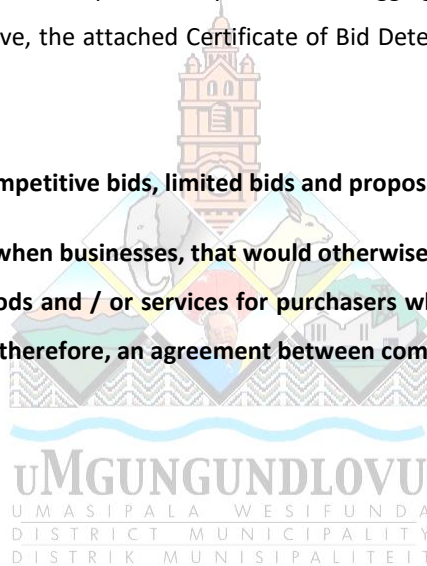 ve, the attached Certificate of Bid Dete
mpetitive bids, limited bids and propos
when businesses, that would otherwise
ods and / or services for purchasers w
therefore, an agreement between com
uMGUNGUNDLOVU
UMASIPALA WESIFUNDA
DISTRICT MUNICIPALITY
DISTRIK MUNISIPALITEIT